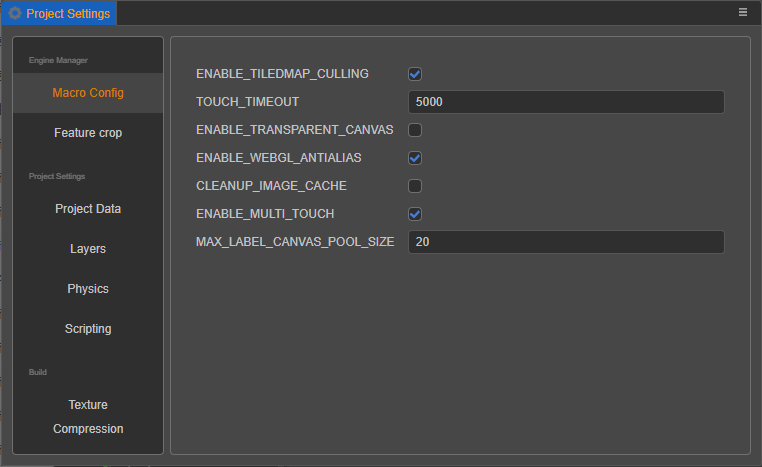 Project Settings
Engine Manager
Macro Config
Feature crop
Project Settings
Project Data
Layers
Physics
Scripting
Build
Texture
Compression
ENABLE_TILEDMAP_CULLING
TOUCH_TIMEOUT 5000
ENABLE_TRANSPARENT_CANVAS
ENABLE_WEBGL_ANTIALIAS
CLEANUP_IMAGE_CACHE
ENABLE_MULTI_TOUCH
MAX_LABEL_CANVAS_POOL_SIZE 20